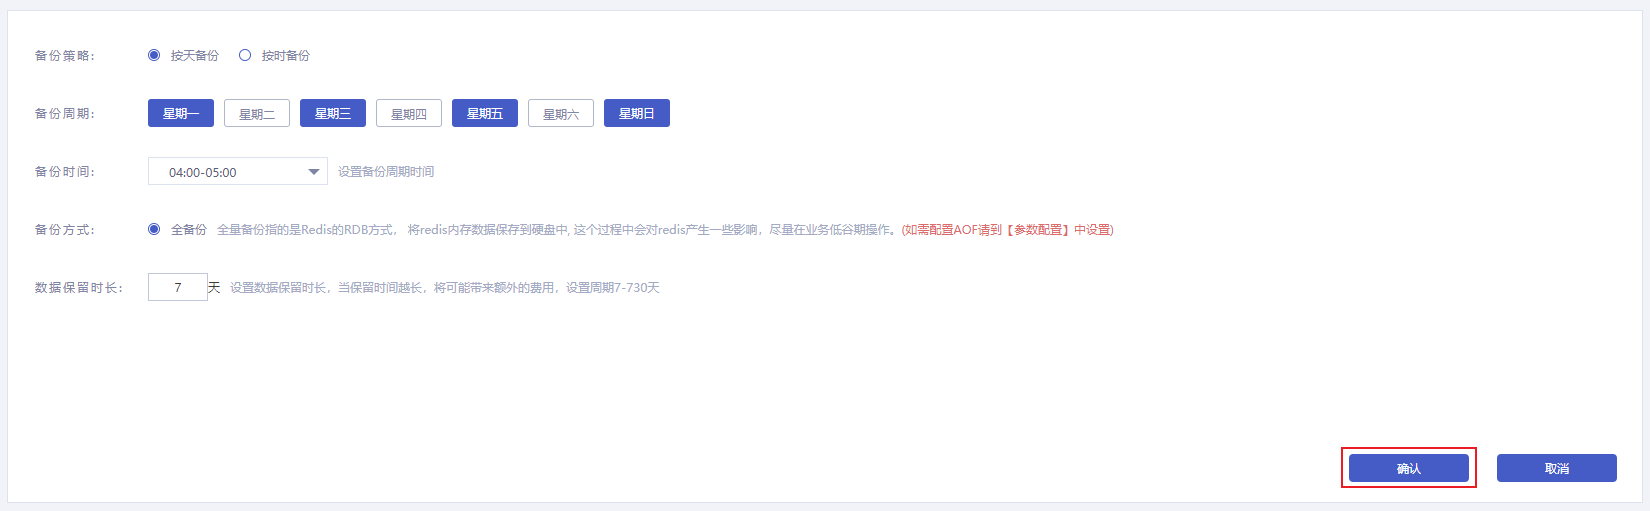 备份策略: 按天备份 按时备份
备份周期: 星期一 星期二 星期三 星期四 星期五 星期六 星期日
备份时间: 04:00-05:00 设置备份周期时间
备份方式: 全备份 全量备份指的是Redis的RDB方式， 将redis内存数据保存到硬盘中, 这个过程中会对redis产生一些影响，尽量在业务低谷期操作。(如需配置AOF请到【参数配置】中设置)
数据保留时长: 7 天 设置数据保留时长，当保留时间越长，将可能带来额外的费用，设置周期7-730天
确认 取消